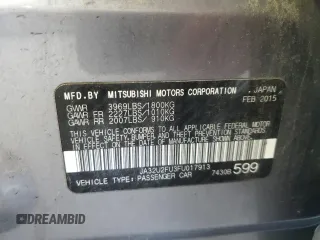 MFD.BY MITSUBISHI MOTORS CORPORATION, JAPAN
FEB 2015
GVWR 3969LBS/1800KG
GAWR FR 2227LBS/1010KG
GAWR RR 2007LBS/ 910KG
THIS VEHICLE CONFORMS TO ALL APPLICABLE FEDERAL MOTOR
VEHICLE SAFETY, BUMPER AND THEFT PREVENTION STANDARDS
IN EFFECT ON THE DATE OF MANUFACTURE SHOWN ABOVE.
JA32U2FU3FU017913
VEHICLE TYPE: PASSENGER CAR 7430B 599